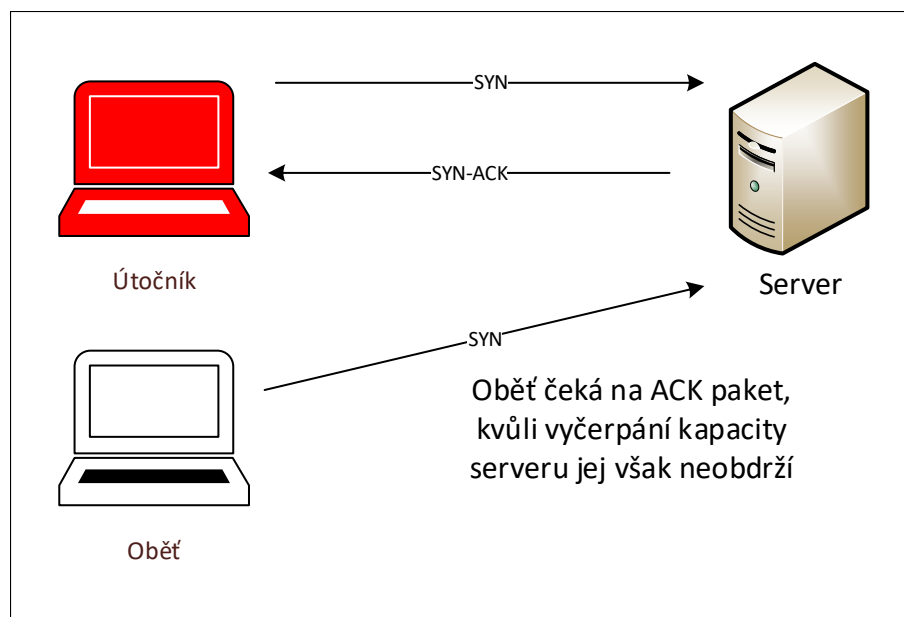 SYN
SYN-ACK
Útočník
Server
SYN
Oběť čeká na ACK paket,
kvůli vyčerpání kapacity
serveru jej však neobdrží
Oběť